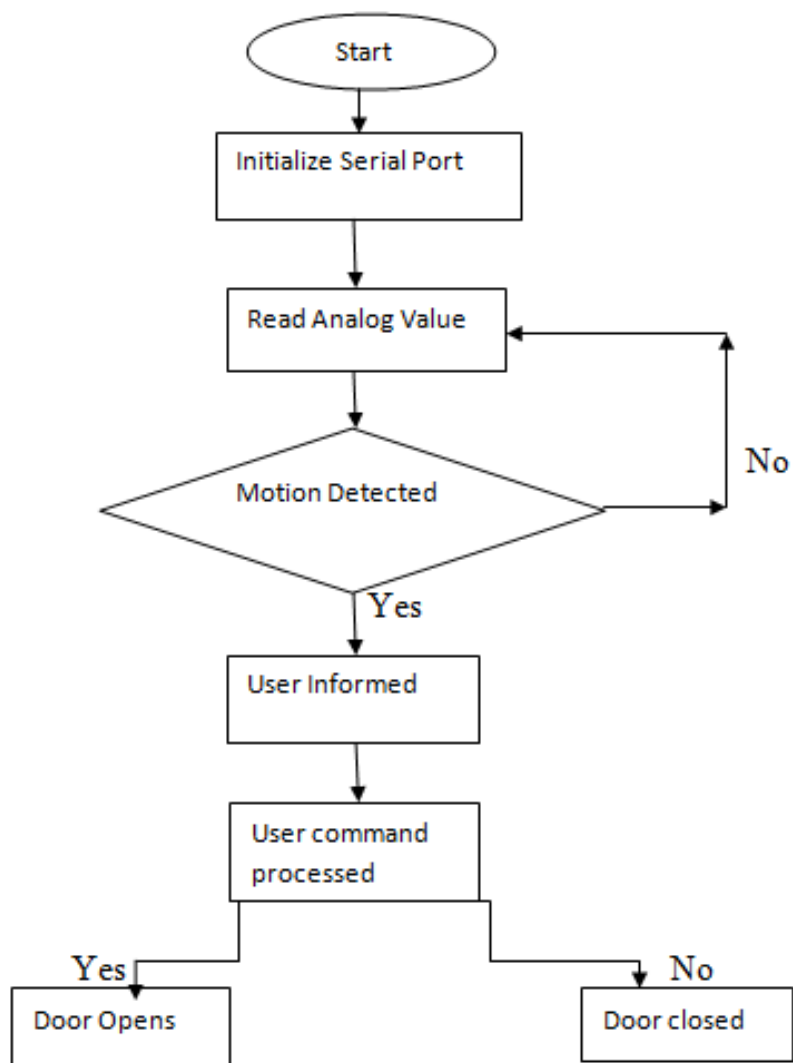 Start
Initialize Serial Port
Read Analog Value
No
Motion Detected
Yes
User Informed
User command
processed
Yes
No
Door Opens
Door closed